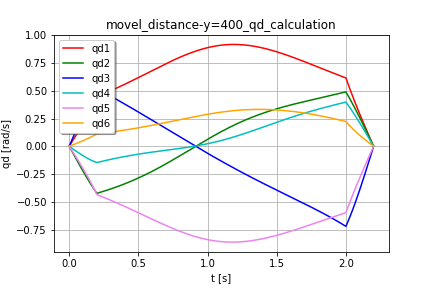 movel_distance-y=400_qd_calculation
1.00
0.75
0.50
0.25
0.00
−0.25
−0.50
−0.75
qd [rad/s]
qd1
qd2
qd3
qd4
qd5
qd6
0.0
0.5
1.0
1.5
2.0
t [s]